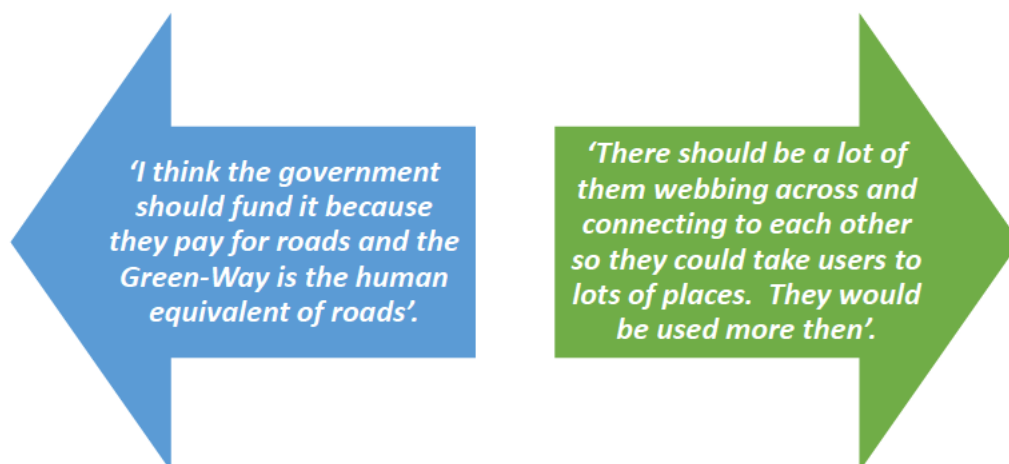 ‘I think the government
should fund it because
they pay for roads and the
Green-Way is the human
equivalent of roads’.
‘There should be a lot of
them webbing across and
connecting to each other
so they could take users to
lots of places.  They would
be used more then’.